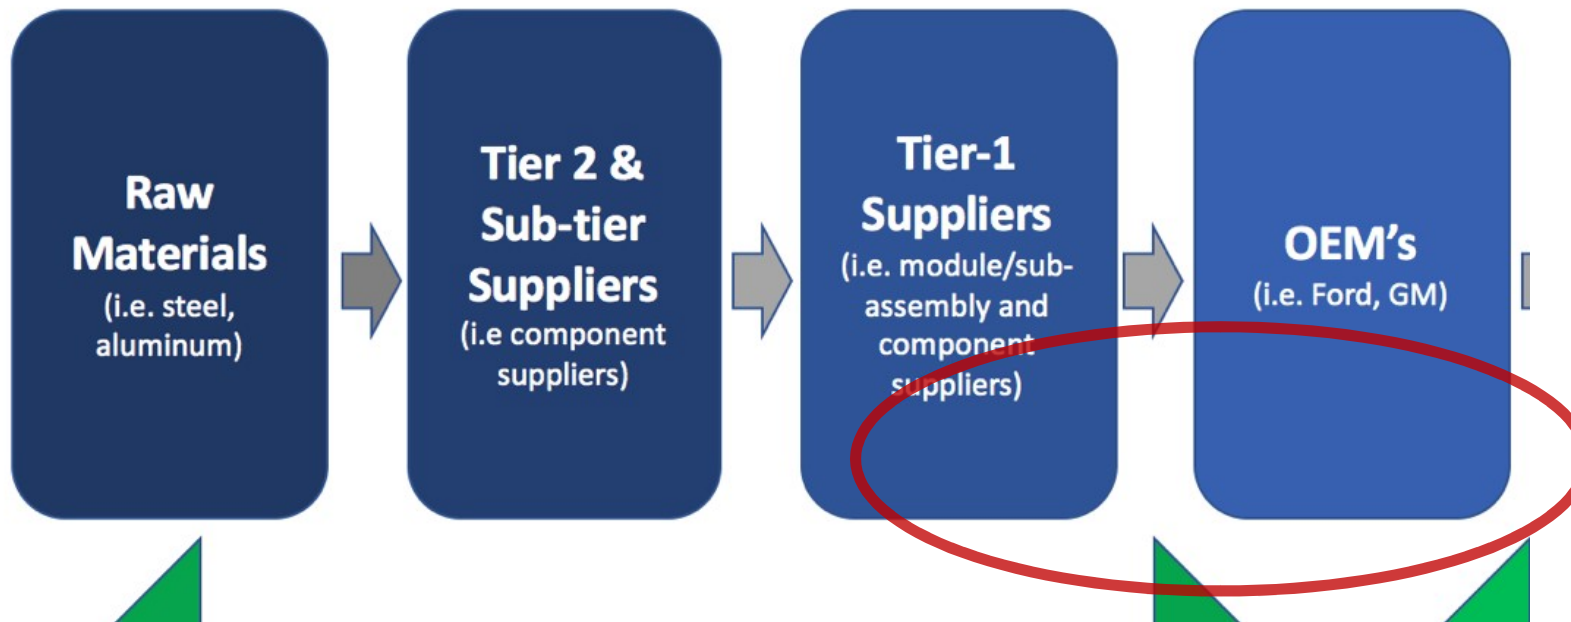 Raw
Materials
(i.e. steel,
aluminum)
Tier 2 &
Sub-tier
Suppliers
(i.e component
suppliers)
Tier-1
Suppliers
(i.e. module/sub-
assembly and
component
suppliers)
OEM's
(i.e. Ford, GM)